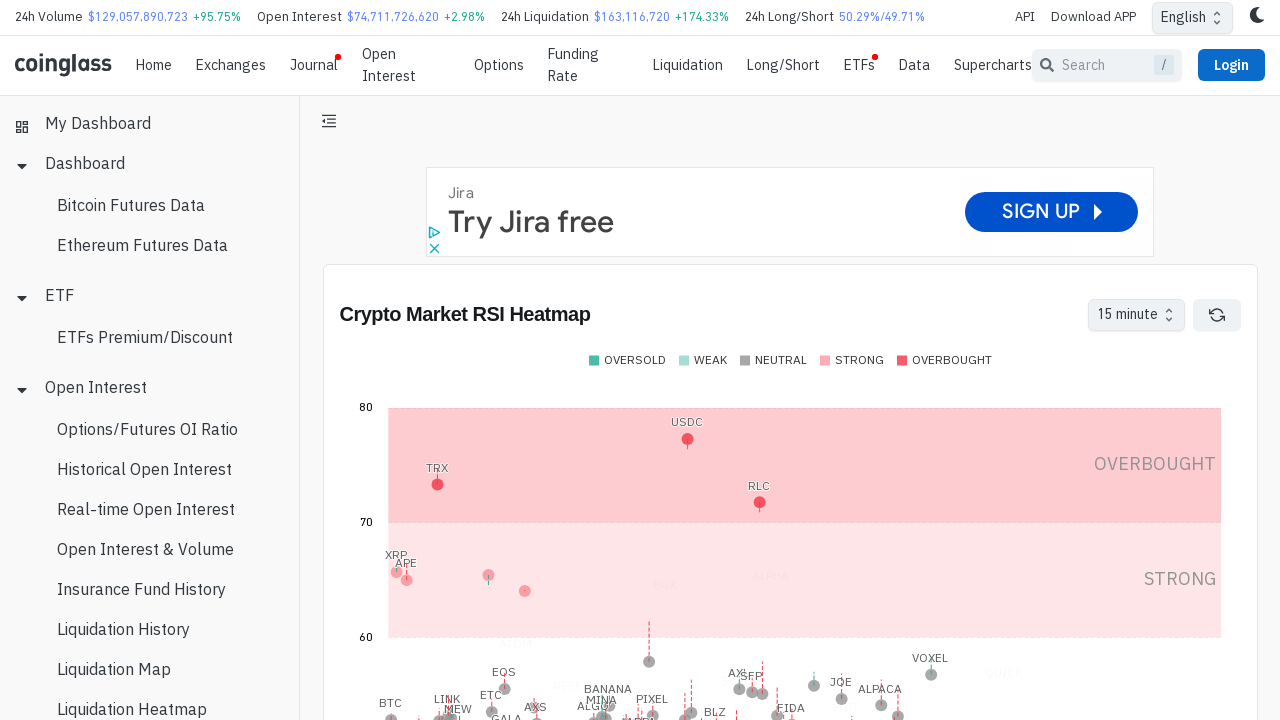 24h Volume $129,057,890,723 +95.75% Open Interest $74,711,726,620 +2.98% 24h Liquidation $163,116,720 +174.33% 24h Long/Short 50.29%/49.71% API Download APP English
coinglass Home Exchanges Journal Open Interest Options Funding Rate Liquidation Long/Short ETFs Data Supercharts Search / Login
My Dashboard
Dashboard
Bitcoin Futures Data
Ethereum Futures Data
ETF
ETFs Premium/Discount
Open Interest
Options/Futures OI Ratio
Historical Open Interest
Real-time Open Interest
Open Interest & Volume
Insurance Fund History
Liquidation History
Liquidation Map
Liquidation Heatmap
Jira
Try Jira free
SIGN UP
Crypto Market RSI Heatmap
15 minute
OVERSOLD WEAK NEUTRAL STRONG OVERBOUGHT
80
USDC
OVERBOUGHT
TRX
RLC
70
XRP
APE
STRONG
60
VOXEL
EOS
AXL
SFP
JOE
ALPACA
BTC
LINK
ETC
BANANA
MINA
PIXEL
NEW
AXS
ALGO
BLZ
FIDA
GALA